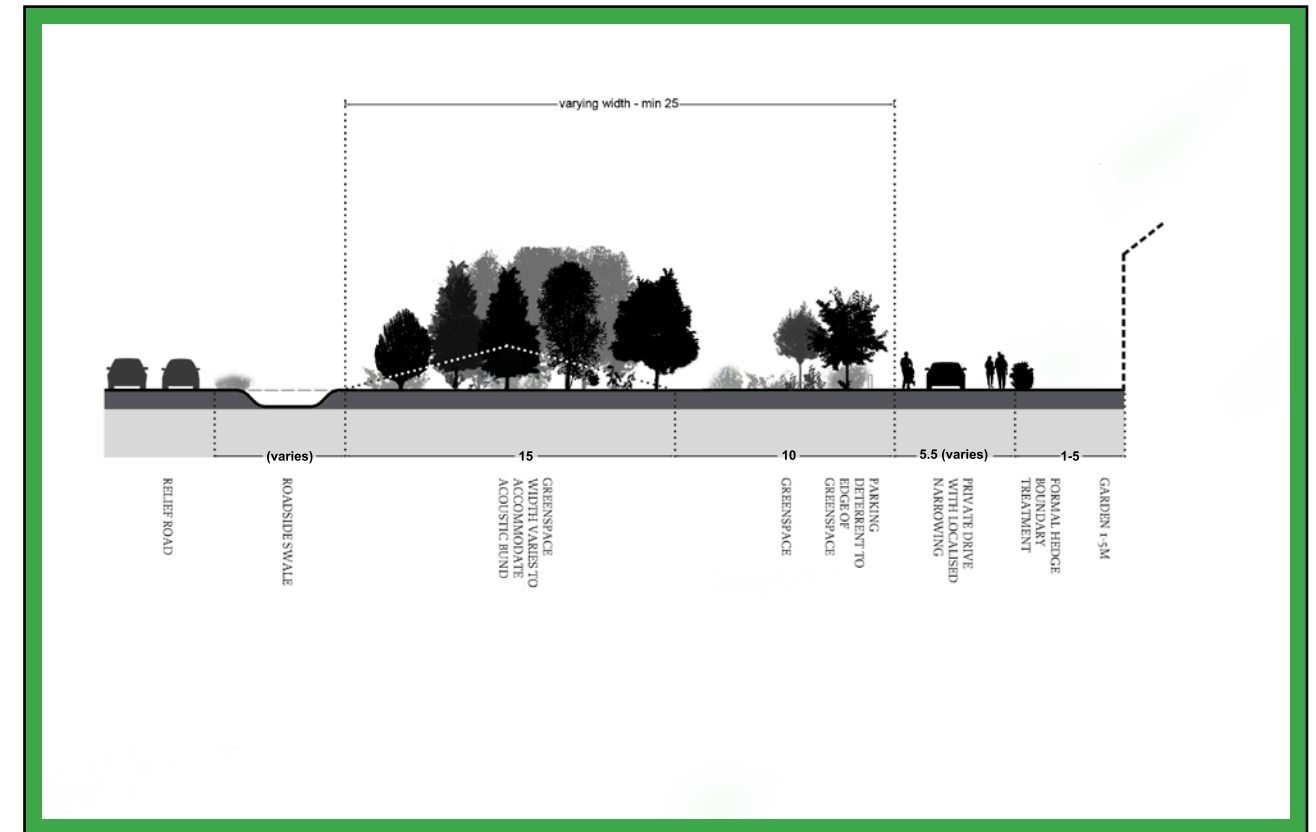 varying width - min 25
(varies)
15
10
5.5 (varies)
1-5
RELIEF ROAD
ROADSIDE SWALE
GREENSPACE
WIDTH VARIES TO
ACCOMMODATE
ACOUSTIC BUND
GREENSPACE
PARKING
DETERRENT TO
EDGE OF
GREENSPACE
PRIVATE DRIVE
WITH LOCALISED
NARROWING
FORMAL HEDGE
BOUNDARY
TREATMENT
GARDEN 1-5M